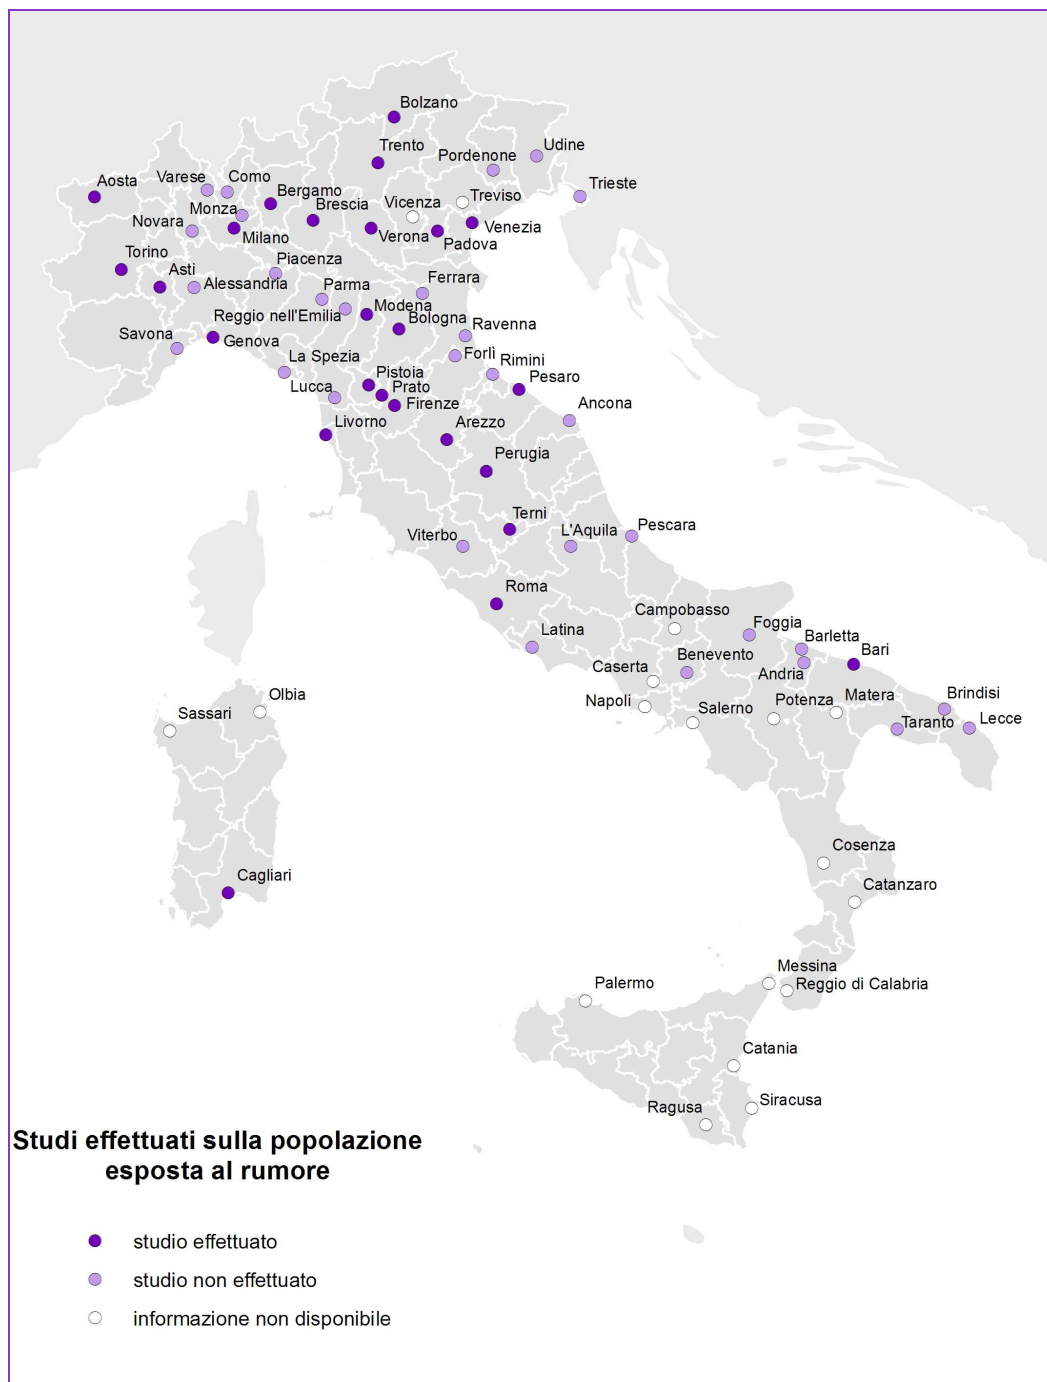 Bolzano
Trento
Udine
Pordenone
Aosta
Varese
Como
Bergamo
Trieste
Treviso
Monza
Brescia
Vicenza
Novara
Milano
Verona
Padova
Venezia
Torino
Piacenza
Asti
Alessandria
Parma
Ferrara
Reggio nell'Emilia
Modena
Bologna
Savona
Genova
Ravenna
La Spezia
Forlì
Rimini
Pistoia
Pesaro
Lucca
Prato
Firenze
Ancona
Livorno
Arezzo
Perugia
Terni
Viterbo
L'Aquila
Pescara
Roma
Campobasso
Latina
Foggia
Barletta
Benevento
Bari
Caserta
Andria
Olbia
Napoli
Potenza
Matera
Brindisi
Sassari
Salerno
Taranto
Lecce
Cosenza
Cagliari
Catanzaro
Messina
Palermo
Reggio di Calabria
Catania
Siracusa
Ragusa
Studi effettuati sulla popolazione
esposta al rumore
studio effettuato
studio non effettuato
informazione non disponibile